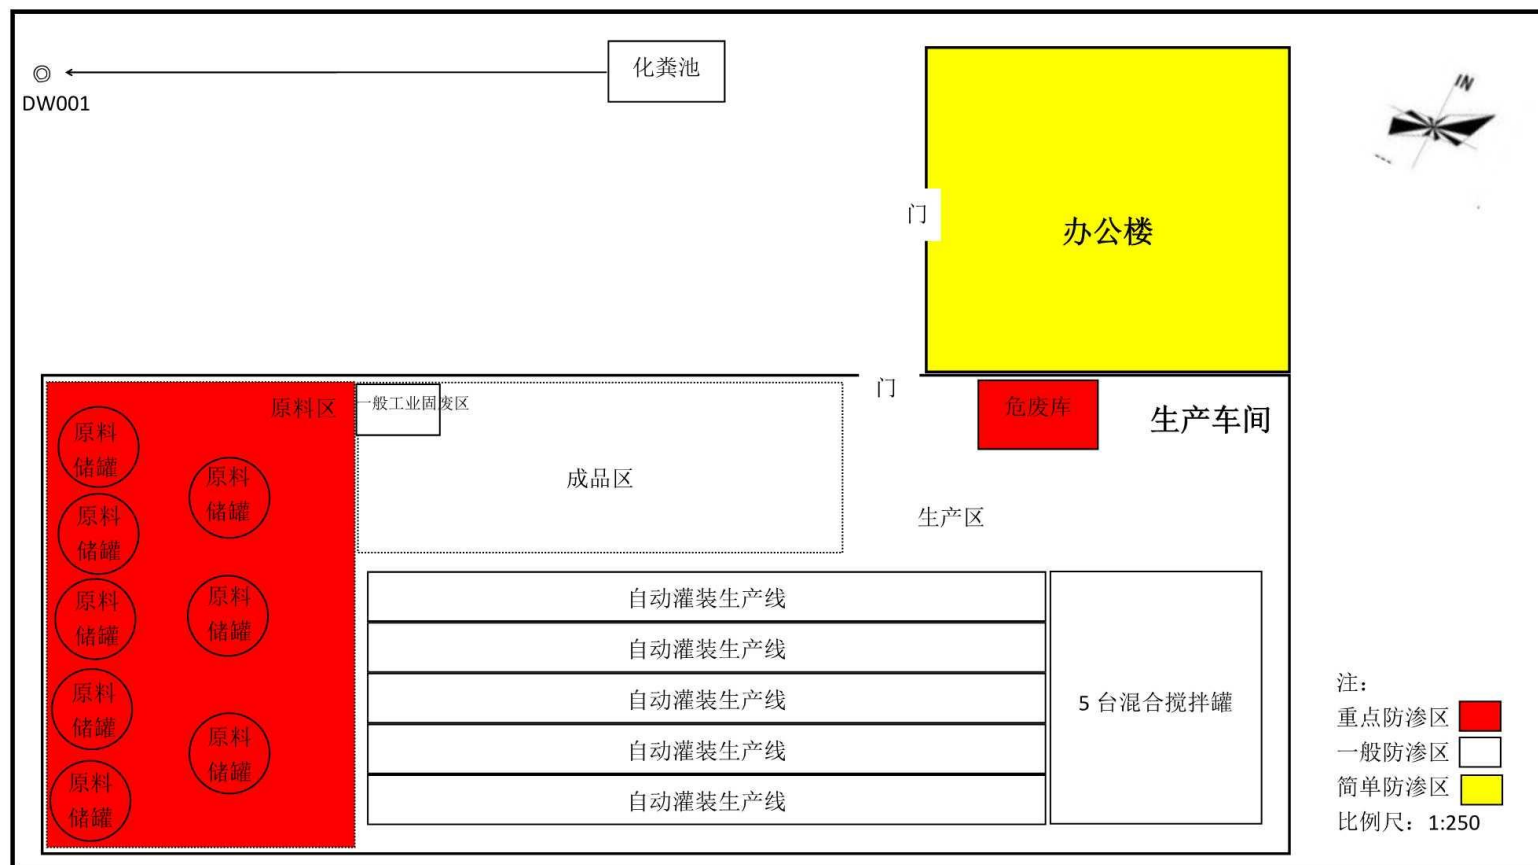 化粪池
DW001
IN
门
办公楼
门
原料区
一般工业固废区
危废库
生产车间
原料
储罐
原料
储罐
成品区
原料
储罐
生产区
原料
储罐
原料
储罐
自动灌装生产线
自动灌装生产线
原料
储罐
自动灌装生产线
5 台混合搅拌罐
原料
储罐
自动灌装生产线
原料
储罐
自动灌装生产线
注：
重点防渗区
一般防渗区
简单防渗区
比例尺：1:250